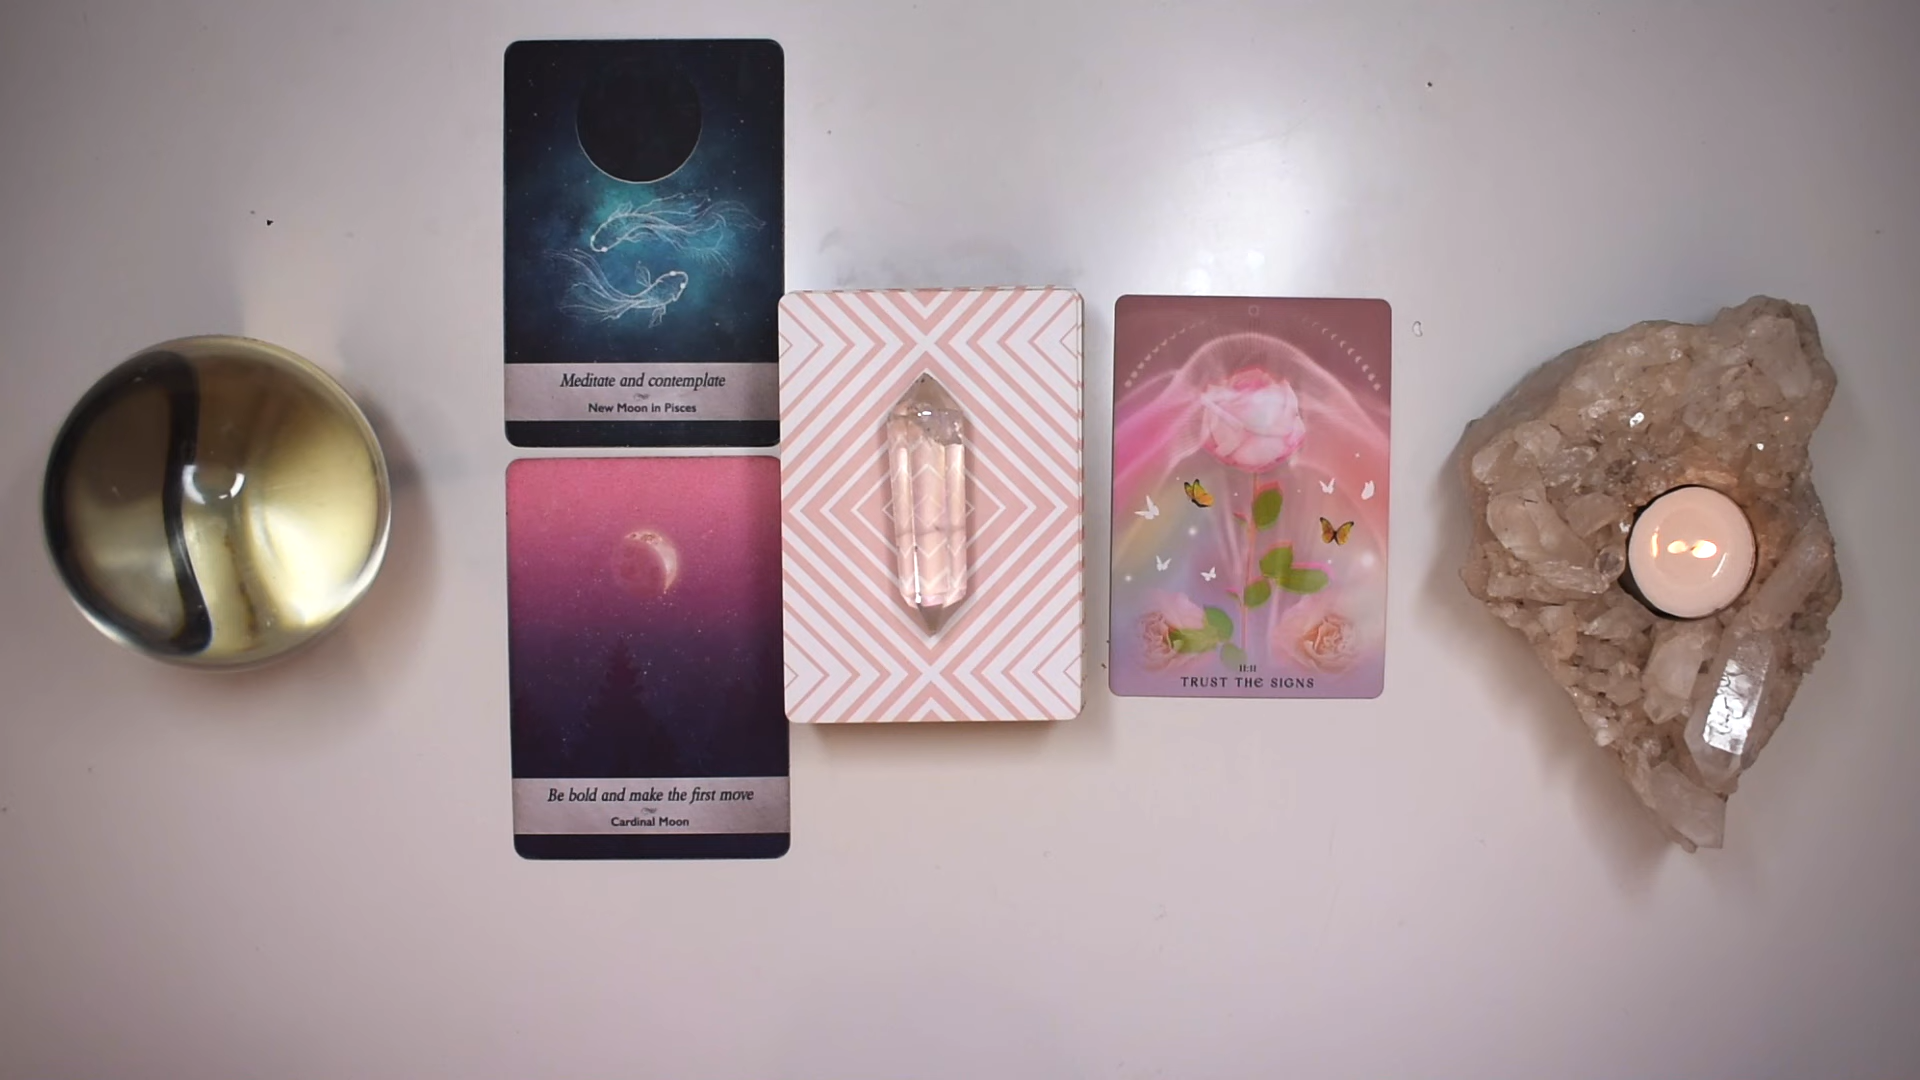 Meditate and contemplate
New Moon in Pisces
Be bold and make the first move
Cardinal Moon
11:11
TRUST THE SIGNS